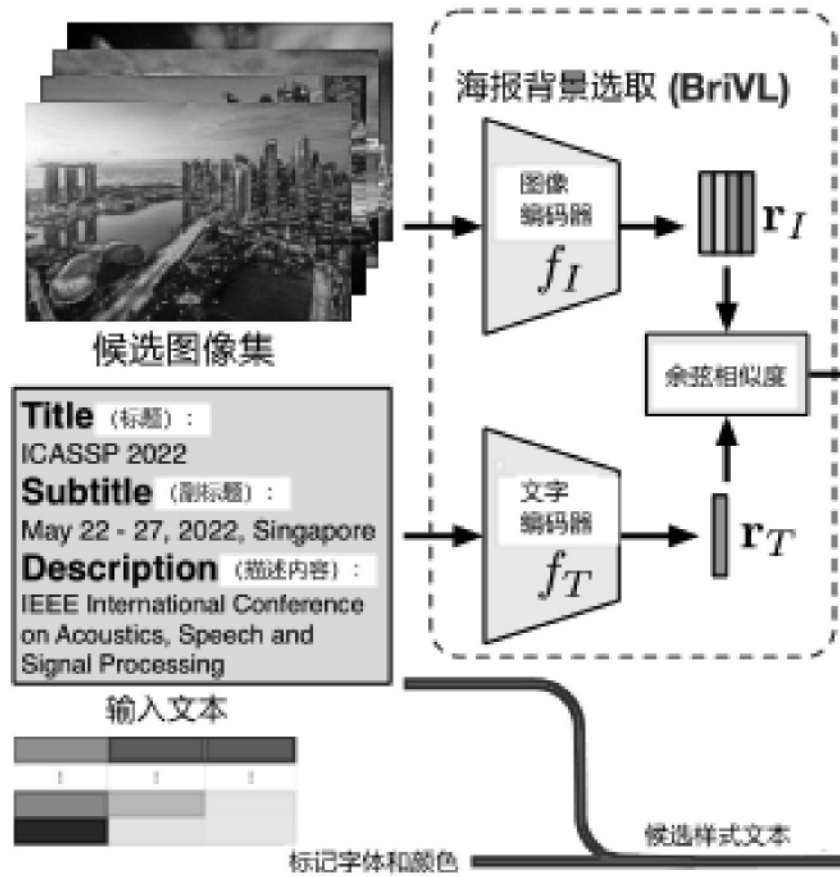 海报背景选取 (BriVL)
图像
编码器
f_I
r_I
候选图像集
余弦相似度
Title (标题) :
ICASSP 2022
Subtitle (副标题) :
May 22 - 27, 2022, Singapore
Description (描述内容) :
IEEE International Conference
on Acoustics, Speech and
Signal Processing
文字
编码器
f_T
r_T
输入文本
候选样式文本
标记字体和颜色